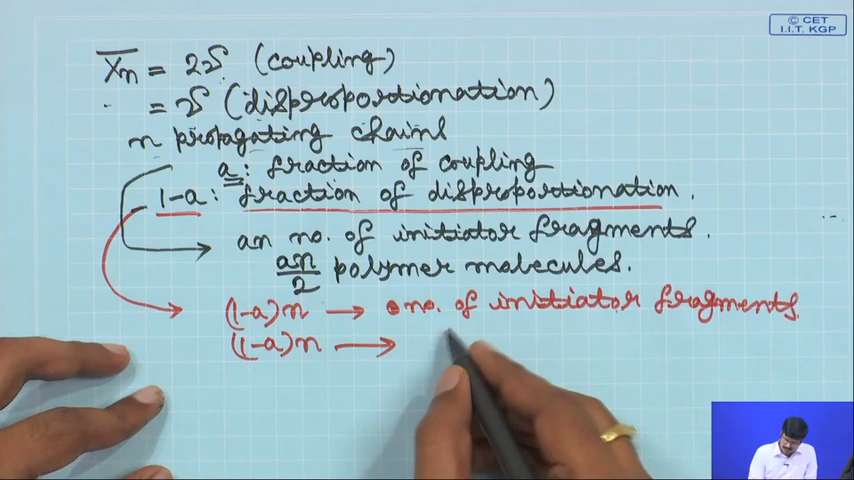 © CET
I.I.T. KGP
X̄n = 2𝒱 (coupling)
= 𝒱 (disproportionation)
n propagating chains
a : fraction of coupling
1-a : fraction of disproportionation.
an no. of initiator fragments.
an/2 polymer molecules.
(1-a)n → no. of initiator fragments.
(1-a)n →